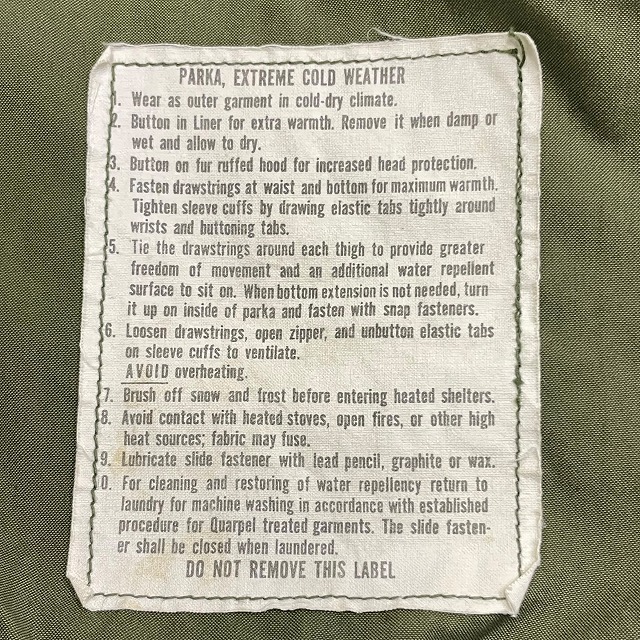 PARKA, EXTREME COLD WEATHER
1. Wear as outer garment in cold-dry climate.
2. Button in Liner for extra warmth. Remove it when damp or
wet and allow to dry.
3. Button on fur ruffed hood for increased head protection.
4. Fasten drawstrings at waist and bottom for maximum warmth.
Tighten sleeve cuffs by drawing elastic tabs tightly around
wrists and buttoning tabs.
5. Tie the drawstrings around each thigh to provide greater
freedom of movement and an additional water repellent
surface to sit on. When bottom extension is not needed, turn
it up on inside of parka and fasten with snap fasteners.
6. Loosen drawstrings, open zipper, and unbutton elastic tabs
on sleeve cuffs to ventilate.
AVOID overheating.
7. Brush off snow and frost before entering heated shelters.
8. Avoid contact with heated stoves, open fires, or other high
heat sources; fabric may fuse.
9. Lubricate slide fastener with lead pencil, graphite or wax.
0. For cleaning and restoring of water repellency return to
laundry for machine washing in accordance with established
procedure for Quarpel treated garments. The slide fasten-
er shall be closed when laundered.
DO NOT REMOVE THIS LABEL